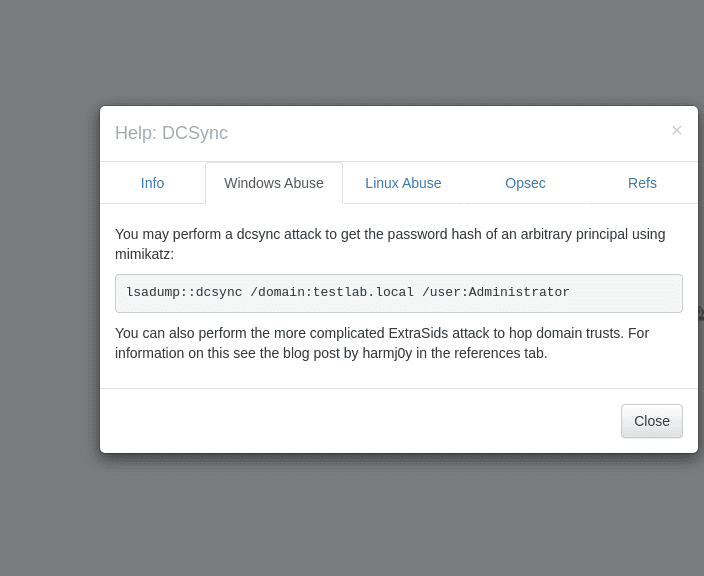 Help: DCSync
×
Info
Windows Abuse
Linux Abuse
Opsec
Refs
You may perform a dcsync attack to get the password hash of an arbitrary principal using
mimikatz:
lsadump::dcsync /domain:testlab.local /user:Administrator
You can also perform the more complicated ExtraSids attack to hop domain trusts. For
information on this see the blog post by harmj0y in the references tab.
Close